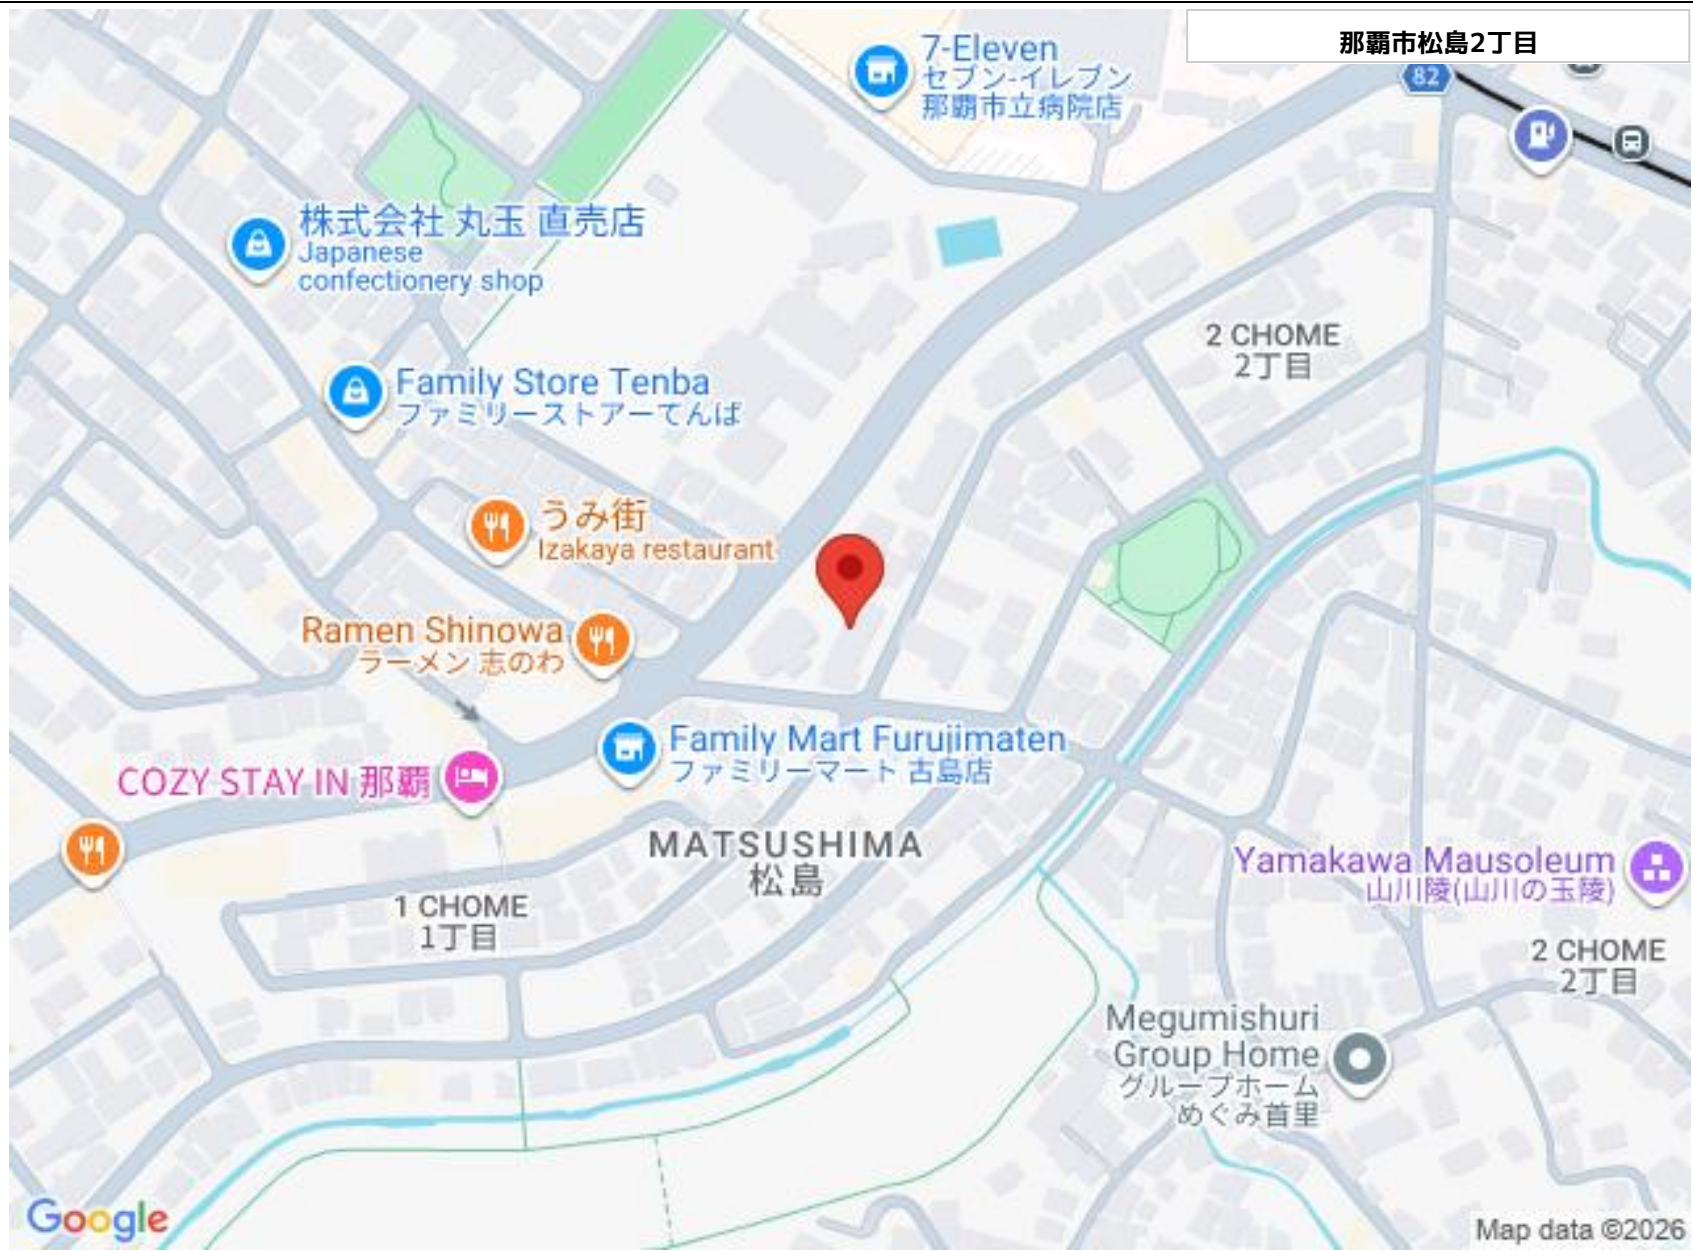 那覇市松島2丁目
7-Eleven
セブン-イレブン
那覇市立病院店
82
株式会社 丸玉 直売店
Japanese
confectionery shop
2 CHOME
2丁目
Family Store Tenba
ファミリーストアーてんば
うみ街
Izakaya restaurant
Ramen Shinowa
ラーメン 志のわ
Family Mart Furujimaten
ファミリーマート 古島店
COZY STAY IN 那覇
MATSUSHIMA
松島
Yamakawa Mausoleum
山川陵(山川の玉陵)
1 CHOME
1丁目
2 CHOME
2丁目
Megumishuri
Group Home
グループホーム
めぐみ首里
Google
Map data ©2026